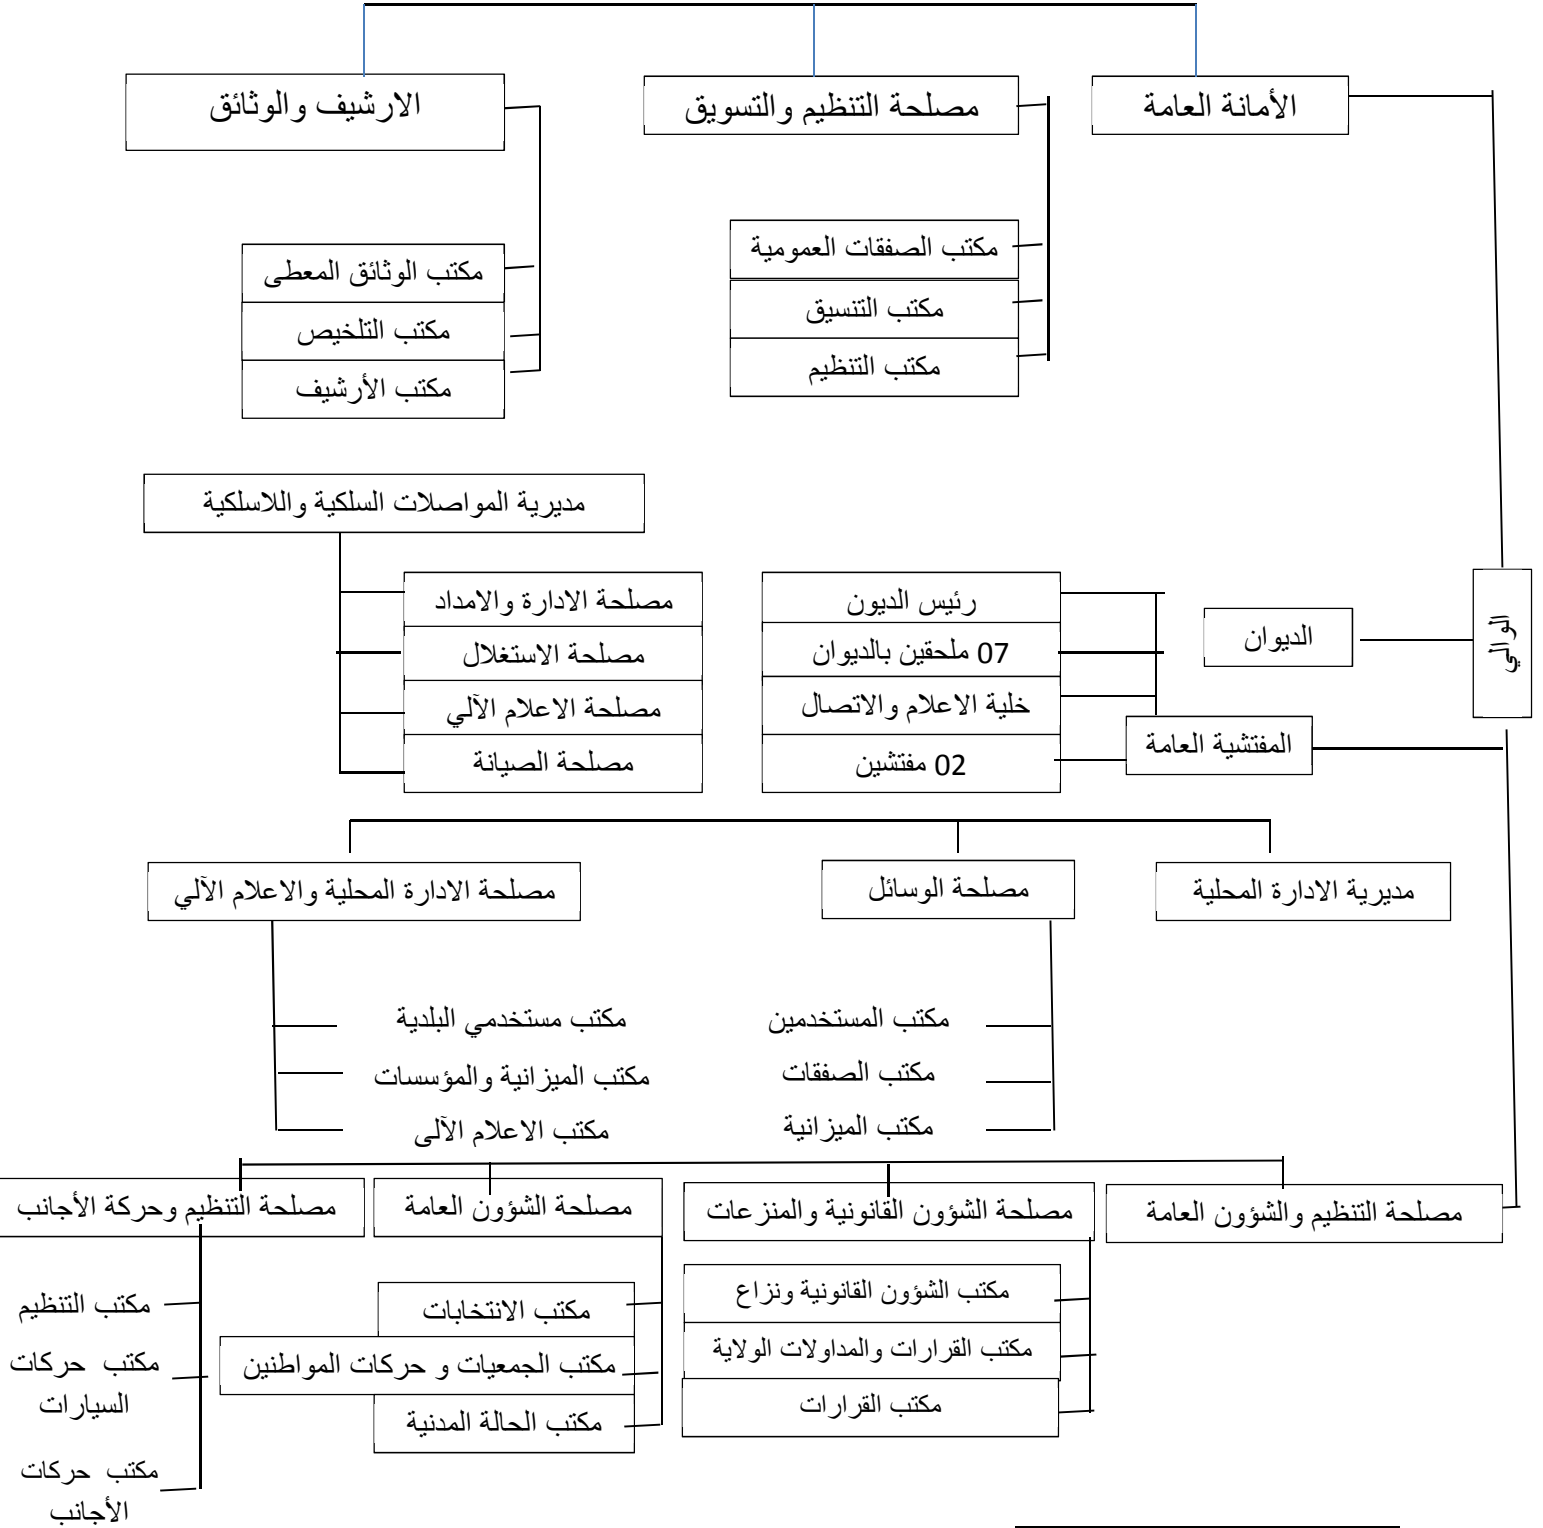 الأمانة العامة
مصلحة التنظيم والتسويق
الارشيف والوثائق
مكتب الصفقات العمومية
مكتب التنسيق
مكتب التنظيم
مكتب الوثائق المعطى
مكتب التلخيص
مكتب الأرشيف
مديرية المواصلات السلكية واللاسلكية
الوالي
الديوان
رئيس الديون
07 ملحقين بالديوان
خلية الاعلام والاتصال
المفتشية العامة
02 مفتشين
مصلحة الادارة والامداد
مصلحة الاستغلال
مصلحة الاعلام الآلي
مصلحة الصيانة
مديرية الادارة المحلية
مصلحة الوسائل
مصلحة الادارة المحلية والاعلام الآلي
مكتب المستخدمين
مكتب الصفقات
مكتب الميزانية
مكتب مستخدمي البلدية
مكتب الميزانية والمؤسسات
مكتب الاعلام الآلى
مصلحة التنظيم والشؤون العامة
مصلحة الشؤون القانونية والمنزعات
مصلحة الشؤون العامة
مصلحة التنظيم وحركة الأجانب
مكتب الشؤون القانونية ونزاع
مكتب القرارات والمداولات الولاية
مكتب القرارات
مكتب الانتخابات
مكتب الجمعيات و حركات المواطنين
مكتب الحالة المدنية
مكتب التنظيم
مكتب حركات
السيارات
مكتب حركات
الأجانب